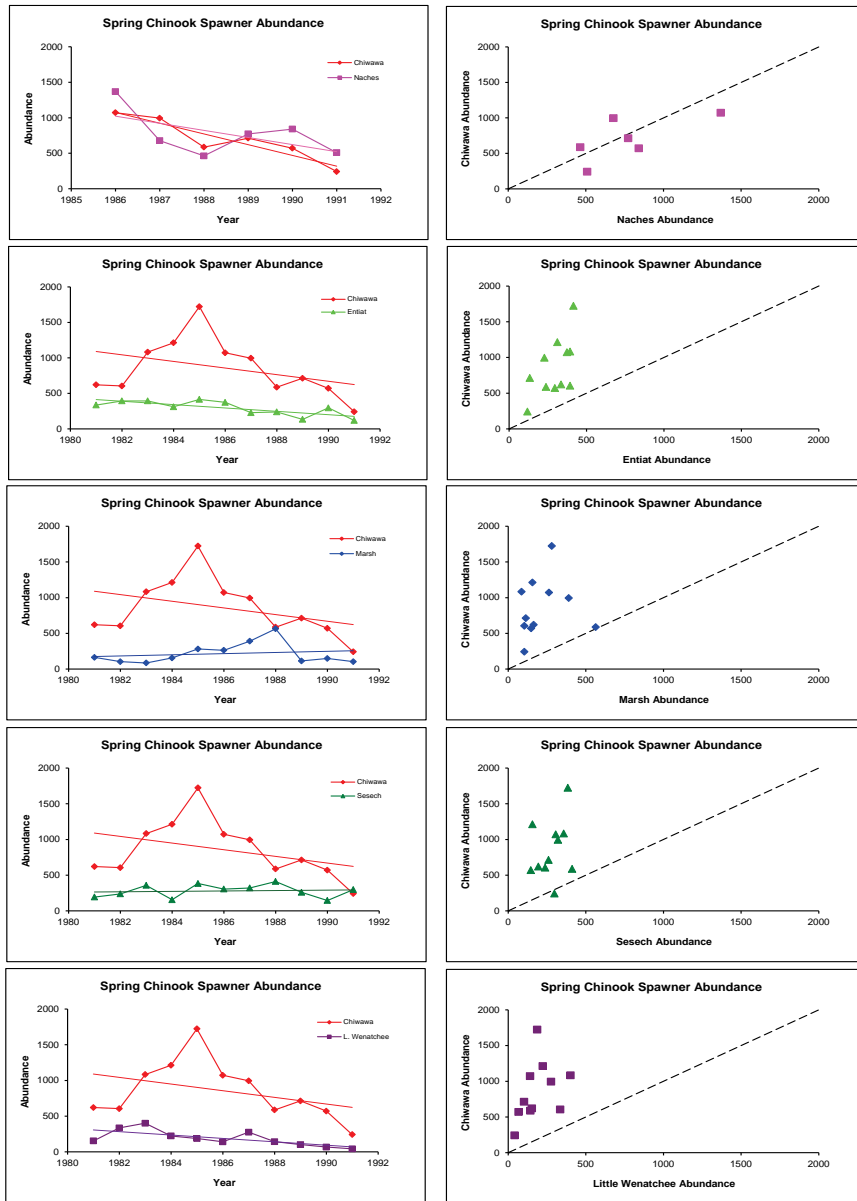 Spring Chinook Spawner Abundance
2000
1500
1000
500
0
Abundance
Chiwawa
Naches
1985 1986 1987 1988 1989 1990 1991 1992
Year
Spring Chinook Spawner Abundance
2000
1500
1000
500
0
Chiwawa Abundance
0 500 1000 1500 2000
Naches Abundance
Spring Chinook Spawner Abundance
2000
1500
1000
500
0
Abundance
Chiwawa
Entiat
1980 1982 1984 1986 1988 1990 1992
Year
Spring Chinook Spawner Abundance
2000
1500
1000
500
0
Chiwawa Abundance
0 500 1000 1500 2000
Entiat Abundance
Spring Chinook Spawner Abundance
2000
1500
1000
500
0
Abundance
Chiwawa
Marsh
1980 1982 1984 1986 1988 1990 1992
Year
Spring Chinook Spawner Abundance
2000
1500
1000
500
0
Chiwawa Abundance
0 500 1000 1500 2000
Marsh Abundance
Spring Chinook Spawner Abundance
2000
1500
1000
500
0
Abundance
Chiwawa
Sesech
1980 1982 1984 1986 1988 1990 1992
Year
Spring Chinook Spawner Abundance
2000
1500
1000
500
0
Chiwawa Abundance
0 500 1000 1500 2000
Sesech Abundance
Spring Chinook Spawner Abundance
2000
1500
1000
500
0
Abundance
Chiwawa
L. Wenatchee
1980 1982 1984 1986 1988 1990 1992
Year
Spring Chinook Spawner Abundance
2000
1500
1000
500
0
Chiwawa Abundance
0 500 1000 1500 2000
Little Wenatchee Abundance